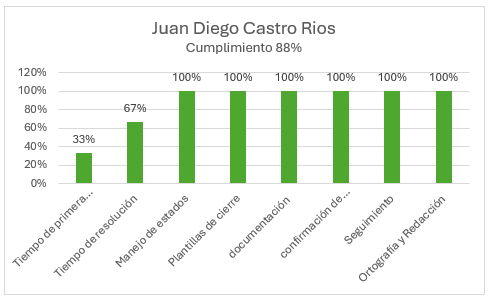 Juan Diego Castro Rios
Cumplimiento 88%
120%
100%
80%
60%
40%
20%
0%
33%
67%
100%
100%
100%
100%
100%
100%
Tiempo de primera...
Tiempo de resolución
Manejo de estados
Plantillas de cierre
documentación
confirmación de...
Seguimiento
Ortografía y Redacción